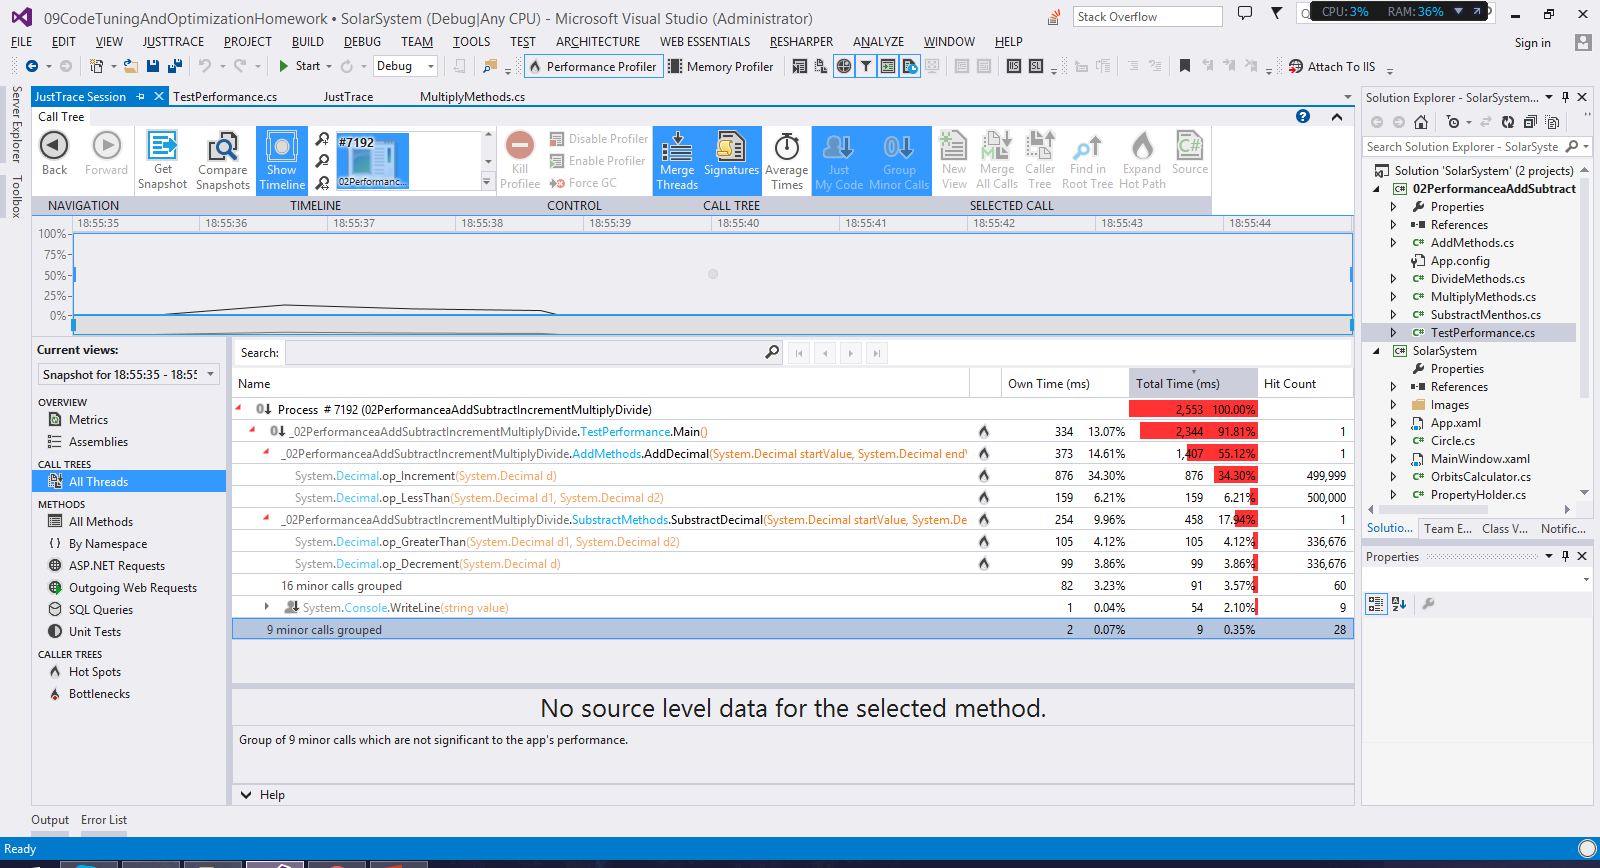 09CodeTuningAndOptimizationHomework • SolarSystem (Debug|Any CPU) - Microsoft Visual Studio (Administrator)
Stack Overflow
CPU:3% RAM:36%
FILE EDIT VIEW JUSTTRACE PROJECT BUILD DEBUG TEAM TOOLS TEST ARCHITECTURE WEB ESSENTIALS RESHARPER ANALYZE WINDOW HELP
Sign in
Start Debug Performance Profiler Memory Profiler Attach To IIS
Server Explorer
Toolbox
JustTrace Session TestPerformance.cs JustTrace MultiplyMethods.cs
Call Tree
Back
Forward
Get Snapshot
Compare Snapshots
Show Timeline
#7192
02Performanc...
Kill Profiler
Disable Profiler
Enable Profiler
Force GC
Merge Threads
Signatures
Average Times
Just My Code
Group Minor Calls
New View
Merge All Calls
Caller Tree
Find in Root Tree
Expand Hot Path
Source
NAVIGATION TIMELINE CONTROL CALL TREE SELECTED CALL
18:55:35 18:55:36 18:55:37 18:55:38 18:55:39 18:55:40 18:55:41 18:55:42 18:55:43 18:55:44
100%
75%
50%
25%
0%
Current views:
Snapshot for 18:55:35 - 18:55
OVERVIEW
Metrics
Assemblies
CALL TREES
All Threads
METHODS
All Methods
By Namespace
ASP.NET Requests
Outgoing Web Requests
SQL Queries
Unit Tests
CALLER TREES
Hot Spots
Bottlenecks
Search:
Name Own Time (ms) Total Time (ms) Hit Count
Process # 7192 (02PerformanceaAddSubtractIncrementMultiplyDivide) 2,553 100.00%
_02PerformanceaAddSubtractIncrementMultiplyDivide.TestPerformance.Main() 334 13.07% 2,344 91.81% 1
_02PerformanceaAddSubtractIncrementMultiplyDivide.AddMethods.AddDecimal(System.Decimal startValue, System.Decimal endV 373 14.61% 1,407 55.12% 1
System.Decimal.op_Increment(System.Decimal d) 876 34.30% 876 34.30% 499,999
System.Decimal.op_LessThan(System.Decimal d1, System.Decimal d2) 159 6.21% 159 6.21% 500,000
_02PerformanceaAddSubtractIncrementMultiplyDivide.SubstractMethods.SubstractDecimal(System.Decimal startValue, System.De 254 9.96% 458 17.94% 1
System.Decimal.op_GreaterThan(System.Decimal d1, System.Decimal d2) 105 4.12% 105 4.12% 336,676
System.Decimal.op_Decrement(System.Decimal d) 99 3.86% 99 3.86% 336,676
16 minor calls grouped 82 3.23% 91 3.57% 60
System.Console.WriteLine(string value) 1 0.04% 54 2.10% 9
9 minor calls grouped 2 0.07% 9 0.35% 28
No source level data for the selected method.
Group of 9 minor calls which are not significant to the app's performance.
Help
Solution Explorer - SolarSystem...
Search Solution Explorer - SolarSyste
Solution 'SolarSystem' (2 projects)
02PerformanceaAddSubtract
Properties
References
AddMethods.cs
App.config
DivideMethods.cs
MultiplyMethods.cs
SubstractMenthos.cs
TestPerformance.cs
SolarSystem
Properties
References
Images
App.xaml
Circle.cs
MainWindow.xaml
OrbitsCalculator.cs
PropertyHolder.cs
Solutio... Team E... Class V... Notific...
Properties
Output Error List
Ready